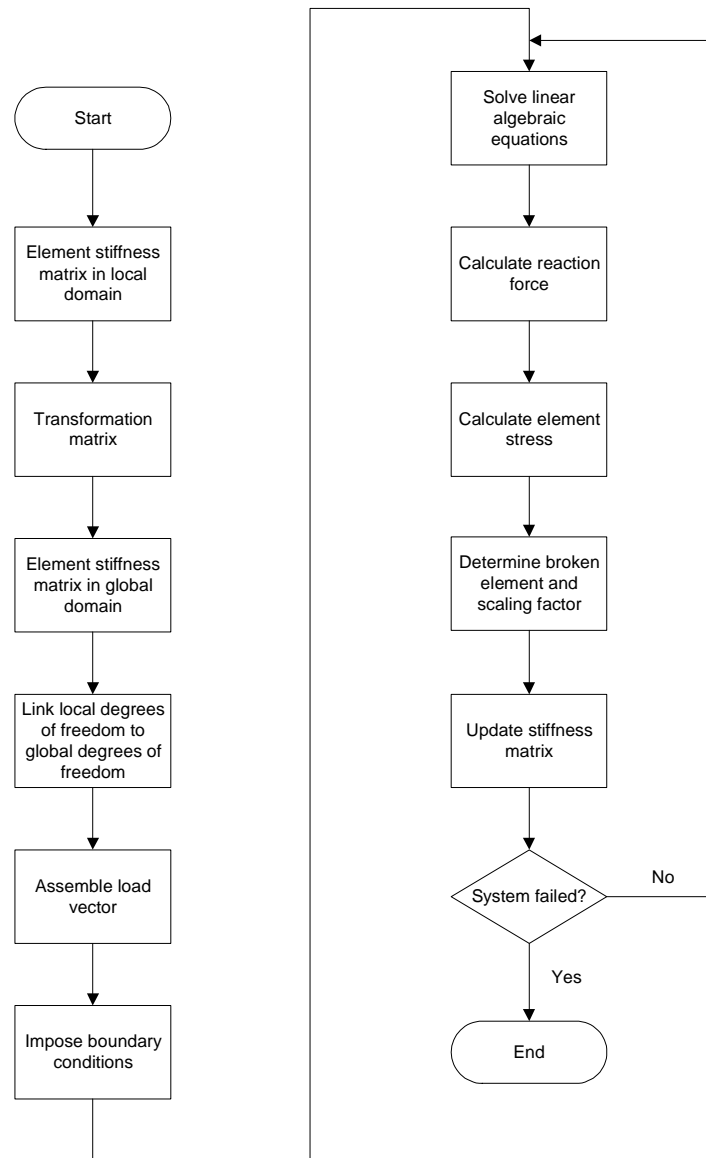 Start
Element stiffness
matrix in local
domain
Transformation
matrix
Element stiffness
matrix in global
domain
Link local degrees
of freedom to
global degrees of
freedom
Assemble load
vector
Impose boundary
conditions
Solve linear
algebraic
equations
Calculate reaction
force
Calculate element
stress
Determine broken
element and
scaling factor
Update stiffness
matrix
System failed?
No
Yes
End